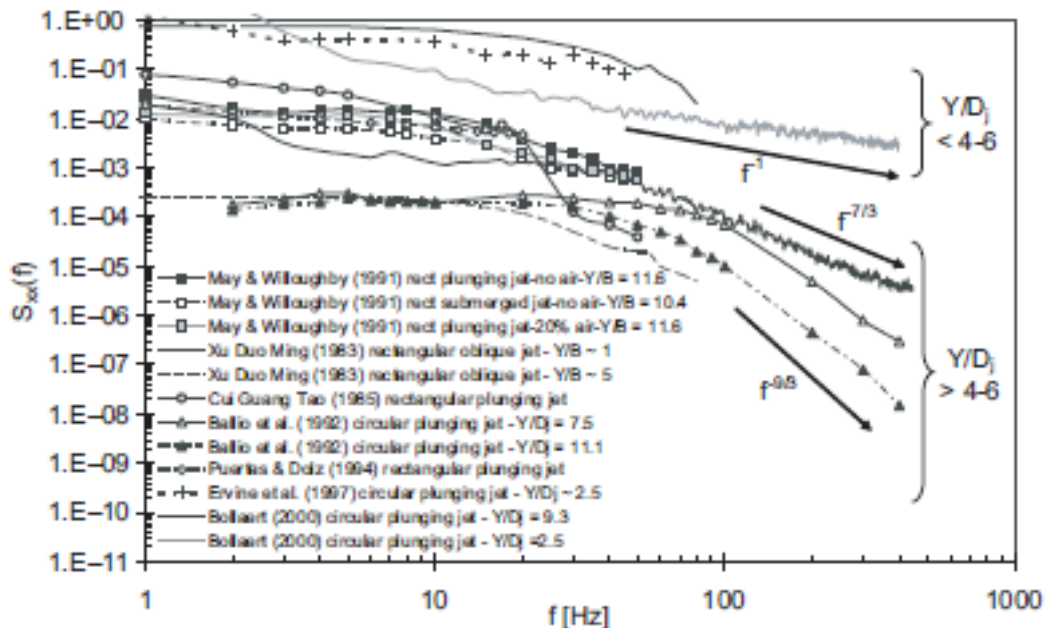 1.E+00
1.E–01
1.E–02
1.E–03
1.E–04
1.E–05
1.E–06
1.E–07
1.E–08
1.E–09
1.E–10
1.E–11
Sxx(f)
Y/Dj
< 4-6
f-1
f-7/3
May & Willoughby (1991) rect plunging jet-no air-Y/B = 11.6
May & Willoughby (1991) rect submerged jet-no air-Y/B = 10.4
May & Willoughby (1991) rect plunging jet-20% air-Y/B = 11.6
Xu Duo Ming (1983) rectangular oblique jet - Y/B ~ 1
Xu Duo Ming (1983) rectangular oblique jet - Y/B ~ 5
Cui Guang Tao (1985) rectangular plunging jet
Ballio et al. (1992) circular plunging jet - Y/Dj = 7.5
Ballio et al. (1992) circular plunging jet - Y/Dj = 11.1
Puertas & Dolz (1994) rectangular plunging jet
Ervine et al. (1997) circular plunging jet - Y/Dj ~ 2.5
Bollaert (2000) circular plunging jet - Y/Dj = 9.3
Bollaert (2000) circular plunging jet - Y/Dj =2.5
Y/Dj
> 4-6
1
10
100
1000
f [Hz]